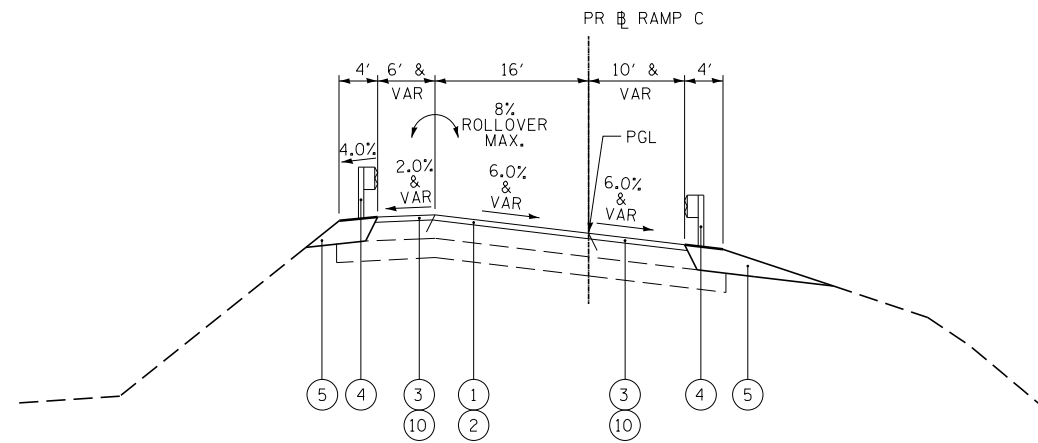 PR ℄ RAMP C
4' 6' & VAR 16' 10' & VAR 4'
8% ROLLOVER MAX.
PGL
4.0%
2.0% & VAR
6.0% & VAR
6.0% & VAR
5 4 3 1 3 4 5
10 2 10